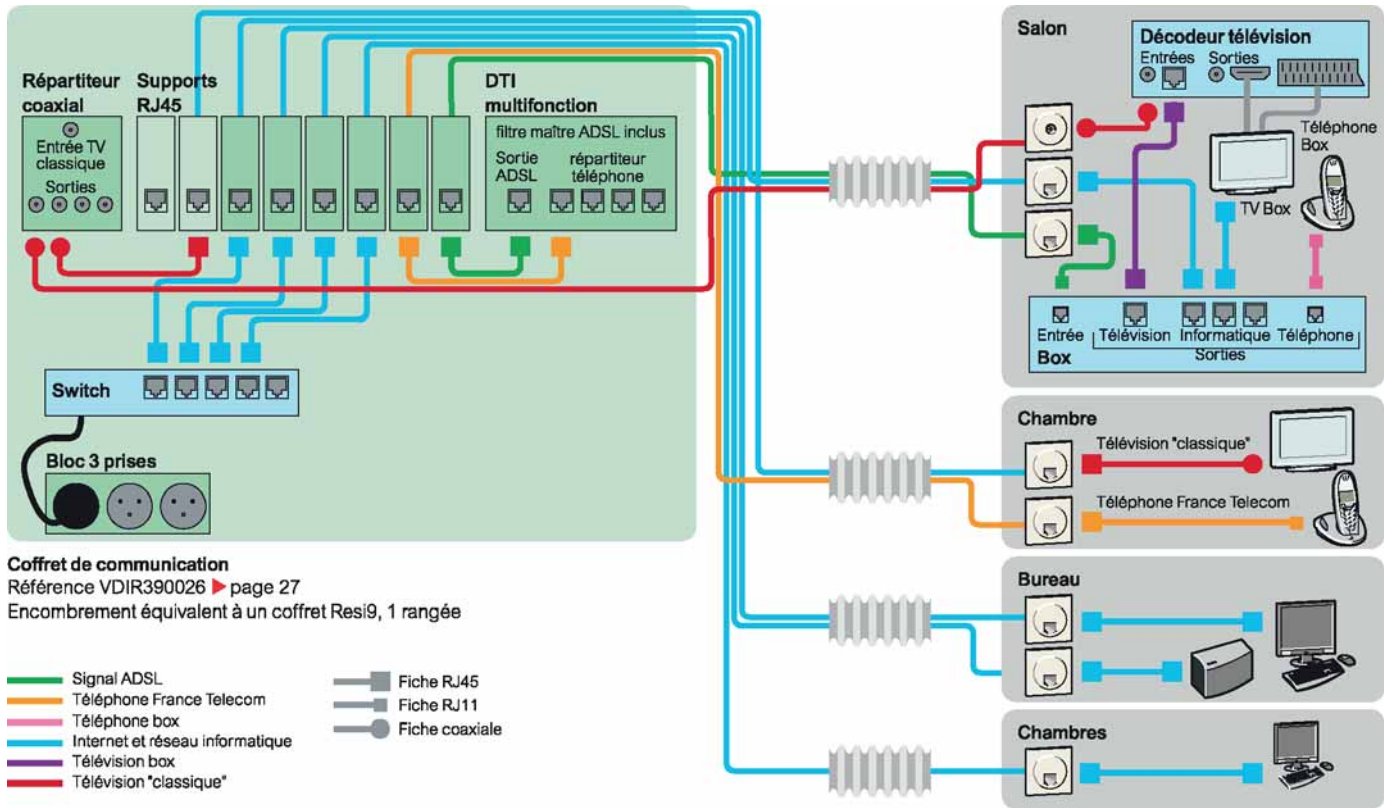 Répartiteur
coaxial
Entrée TV
classique
Sorties
Supports
RJ45
DTI
multifonction
filtre maître ADSL inclus
Sortie
ADSL
répartiteur
téléphone
Switch
Bloc 3 prises
Salon
Décodeur télévision
Entrées
Sorties
Téléphone
Box
TV Box
Entrée
Télévision
Informatique
Téléphone
Sorties
Box
Chambre
Télévision "classique"
Téléphone France Telecom
Bureau
Chambres
Coffret de communication
Référence VDIR390026 page 27
Encombrement équivalent à un coffret Resi9, 1 rangée
Signal ADSL
Téléphone France Telecom
Téléphone box
Internet et réseau informatique
Télévision box
Télévision "classique"
Fiche RJ45
Fiche RJ11
Fiche coaxiale